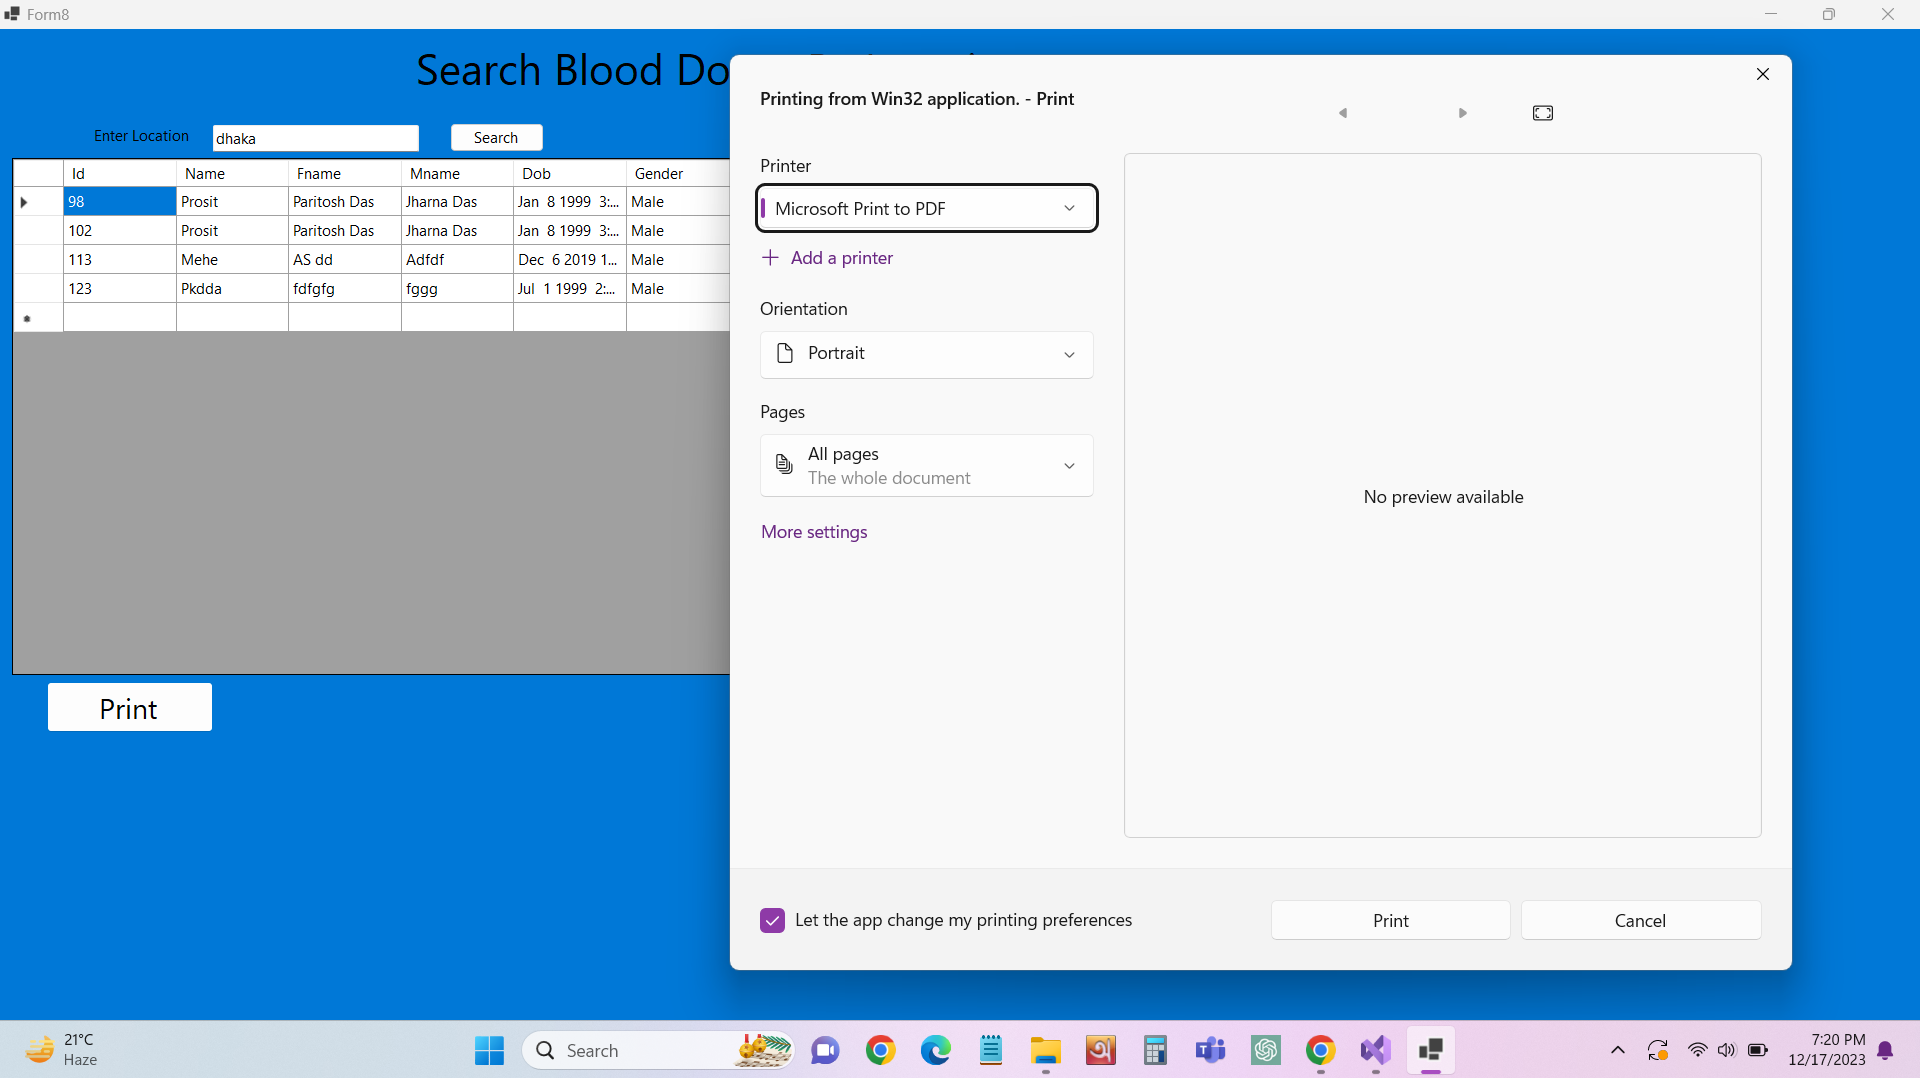 Form8
Search Blood Do
Enter Location
dhaka
Search
Id Name Fname Mname Dob Gender
98 Prosit Paritosh Das Jharna Das Jan 8 1999 3:... Male
102 Prosit Paritosh Das Jharna Das Jan 8 1999 3:... Male
113 Mehe AS dd Adfdf Dec 6 2019 1... Male
123 Pkdda fdfgfg fggg Jul 1 1999 2:... Male
Print
Printing from Win32 application. - Print
Printer
Microsoft Print to PDF
Add a printer
Orientation
Portrait
Pages
All pages
The whole document
More settings
No preview available
Let the app change my printing preferences
Print
Cancel
21°C
Haze
Search
অ
7:20 PM
12/17/2023